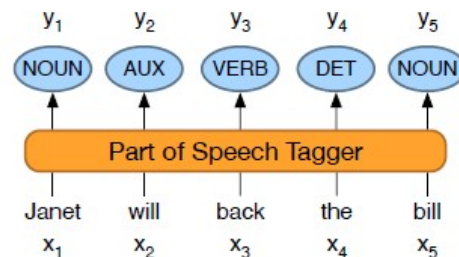 y1 y2 y3 y4 y5
NOUN AUX VERB DET NOUN
Part of Speech Tagger
Janet will back the bill
x1 x2 x3 x4 x5